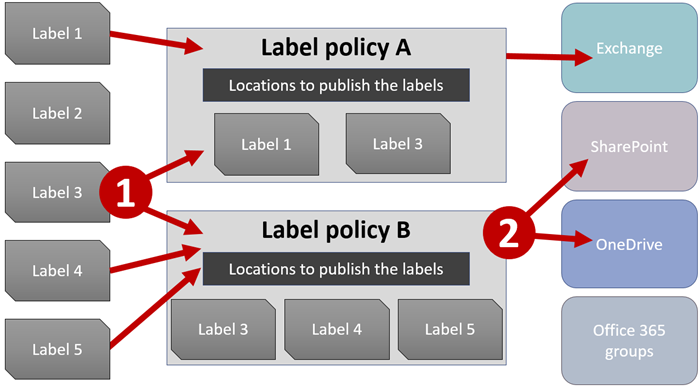 Label 1
Label 2
Label 3
Label 4
Label 5
1
Label policy A
Locations to publish the labels
Label 1
Label 3
Label policy B
Locations to publish the labels
Label 3
Label 4
Label 5
2
Exchange
SharePoint
OneDrive
Office 365
groups